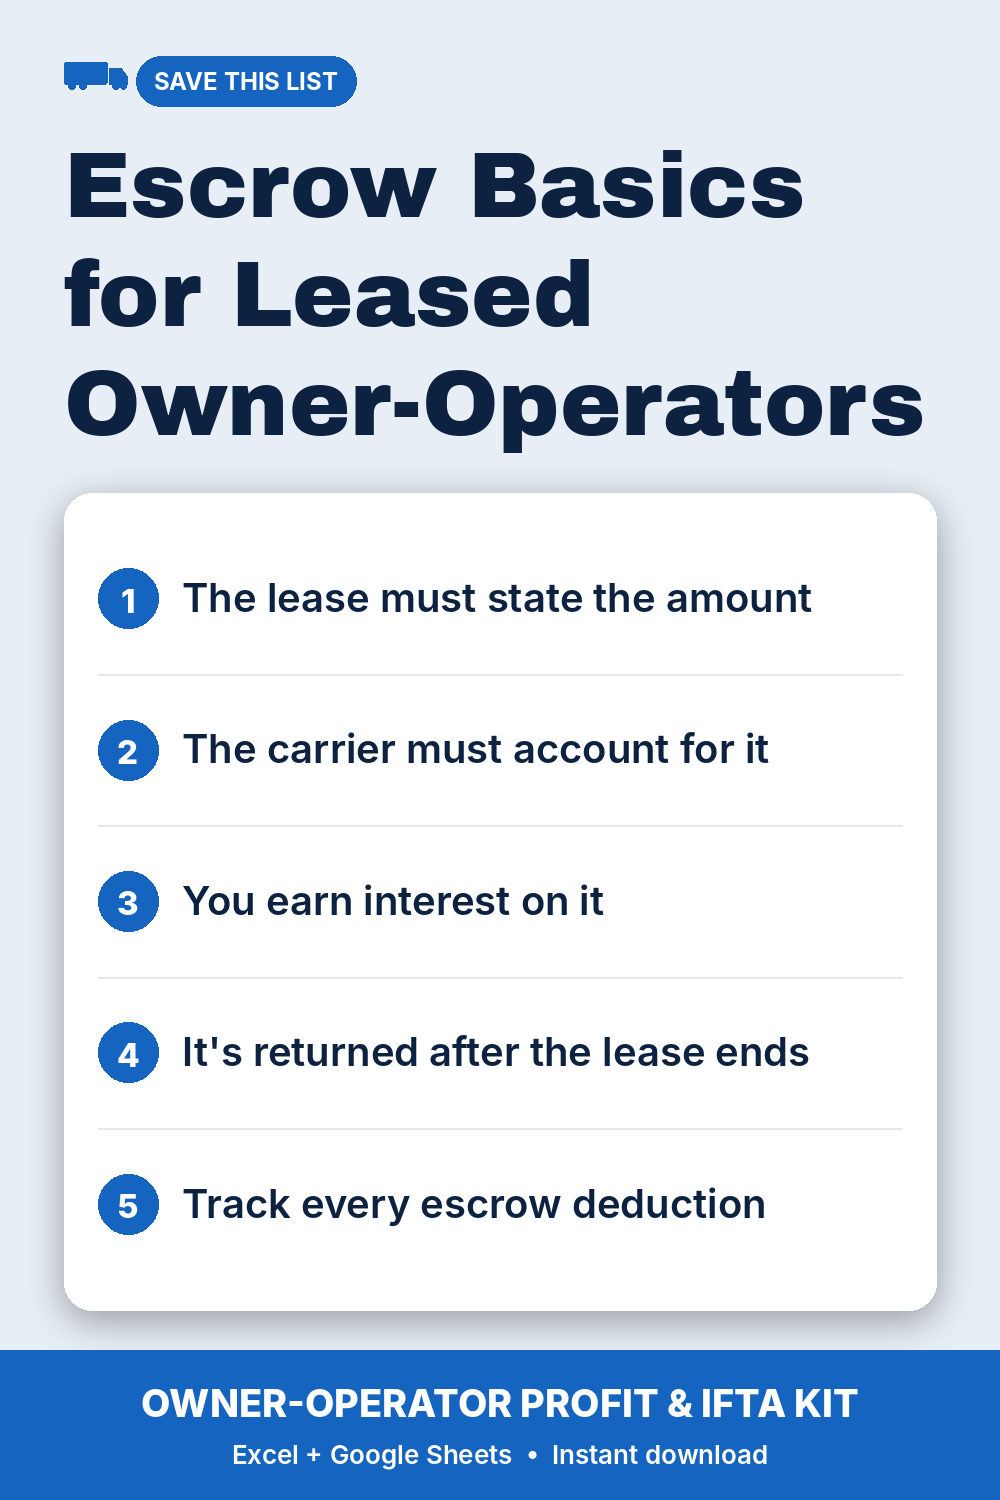 SAVE THIS LIST
Escrow Basics
for Leased
Owner-Operators
1 The lease must state the amount
2 The carrier must account for it
3 You earn interest on it
4 It's returned after the lease ends
5 Track every escrow deduction
OWNER-OPERATOR PROFIT & IFTA KIT
Excel + Google Sheets • Instant download